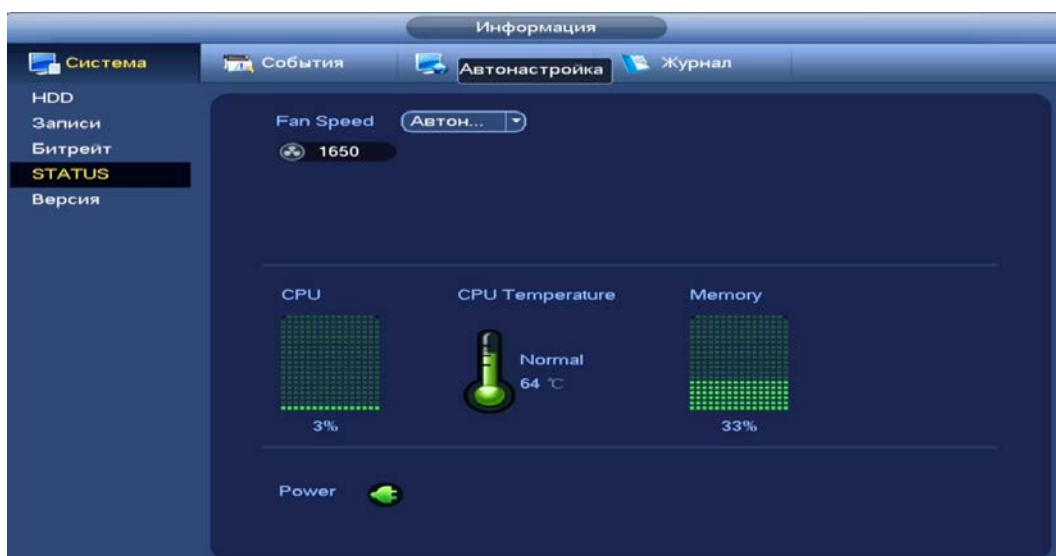 Информация
Система
События
Автонастройка
Журнал
HDD
Записи
Битрейт
STATUS
Версия
Fan Speed Автон...
1650
CPU
CPU Temperature
Memory
Normal
64 °C
3%
33%
Power